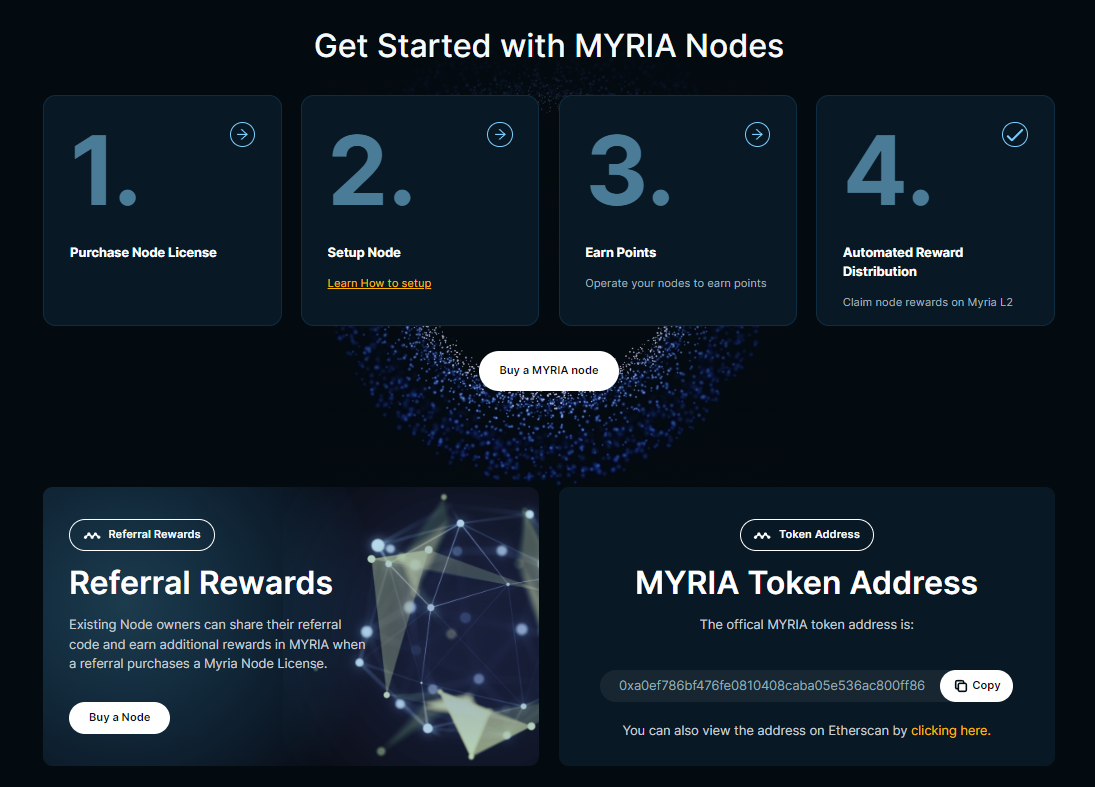 Get Started with MYRIA Nodes
1.
Purchase Node License
2.
Setup Node
Learn How to setup
3.
Earn Points
Operate your nodes to earn points
4.
Automated Reward
Distribution
Claim node rewards on Myria L2
Buy a MYRIA node
Referral Rewards
Referral Rewards
Existing Node owners can share their referral
code and earn additional rewards in MYRIA when
a referral purchases a Myria Node License.
Buy a Node
Token Address
MYRIA Token Address
The offical MYRIA token address is:
0xa0ef786bf476fe0810408caba05e536ac800ff86
Copy
You can also view the address on Etherscan by clicking here.